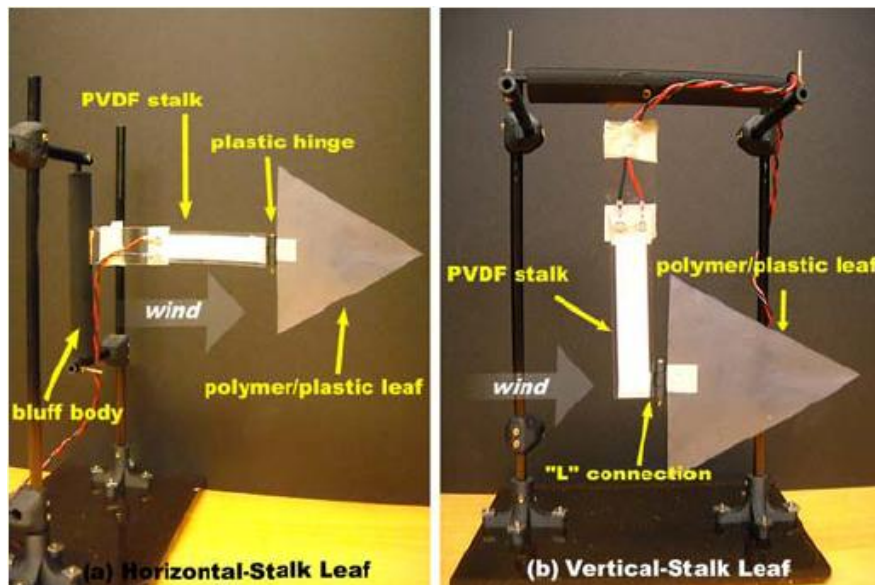 PVDF stalk
plastic hinge
wind
polymer/plastic leaf
bluff body
(a) Horizontal-Stalk Leaf
PVDF stalk
polymer/plastic leaf
wind
"L" connection
(b) Vertical-Stalk Leaf